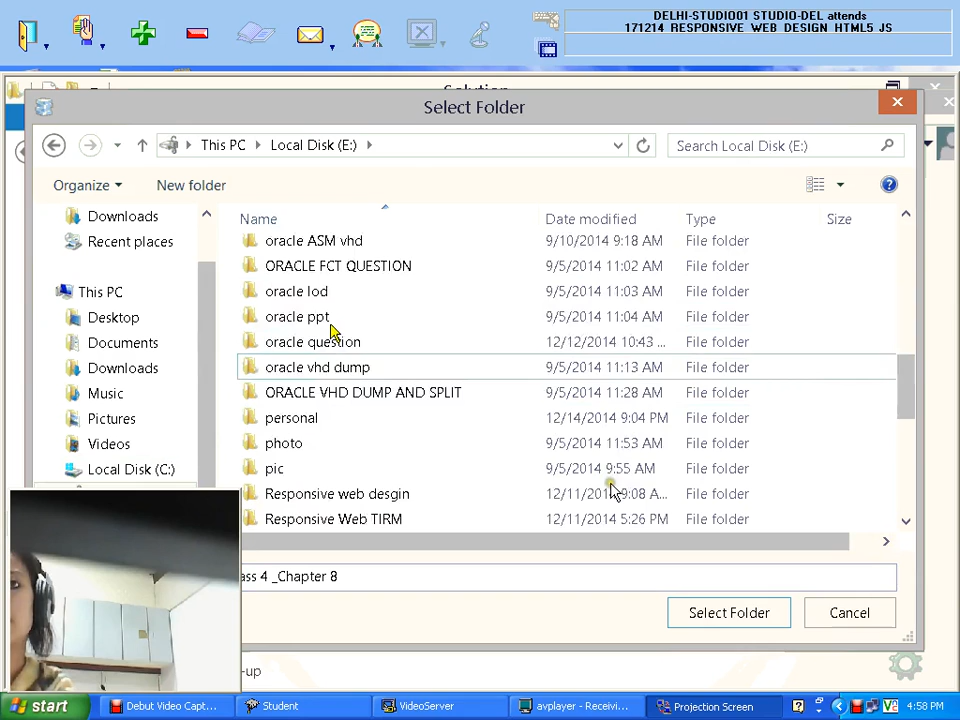 DELHI-STUDIO01 STUDIO-DEL attends
171214 RESPONSIVE WEB DESIGN HTML5 JS
Select Folder
This PC
Local Disk (E:)
Search Local Disk (E:)
Organize
New folder
Name
Date modified
Type
Size
Downloads
Recent places
This PC
Desktop
Documents
Downloads
Music
Pictures
Videos
Local Disk (C:)
oracle ASM vhd 9/10/2014 9:18 AM File folder
ORACLE FCT QUESTION 9/5/2014 11:02 AM File folder
oracle lod 9/5/2014 11:03 AM File folder
oracle ppt 9/5/2014 11:04 AM File folder
oracle question 12/12/2014 10:43 ... File folder
oracle vhd dump 9/5/2014 11:13 AM File folder
ORACLE VHD DUMP AND SPLIT 9/5/2014 11:28 AM File folder
personal 12/14/2014 9:04 PM File folder
photo 9/5/2014 11:53 AM File folder
pic 9/5/2014 9:55 AM File folder
Responsive web desgin 12/11/2014 9:08 A... File folder
Responsive Web TIRM 12/11/2014 5:26 PM File folder
ass 4 _Chapter 8
Select Folder
Cancel
-up
start
Debut Video Capt...
Student
VideoServer
avplayer - Receivi...
Projection Screen
4:58 PM